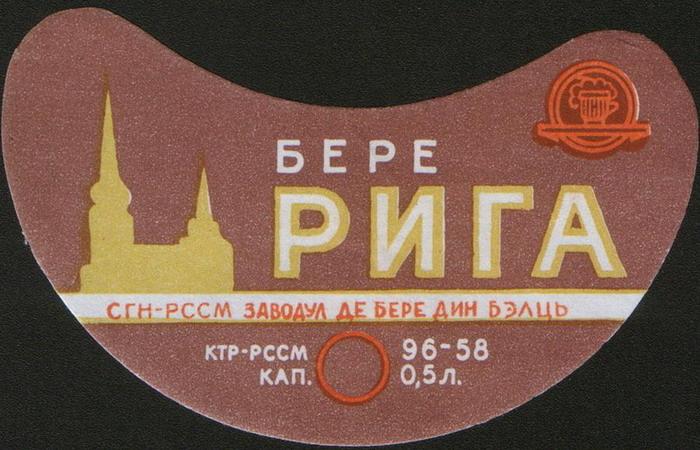 БЕРЕ
РИГА
СГН-РССМ ЗАВОДУЛ ДЕ БЕРЕ ДИН БЭЛЦЬ
КТР-РССМ 96-58
КАП. 0,5 Л.